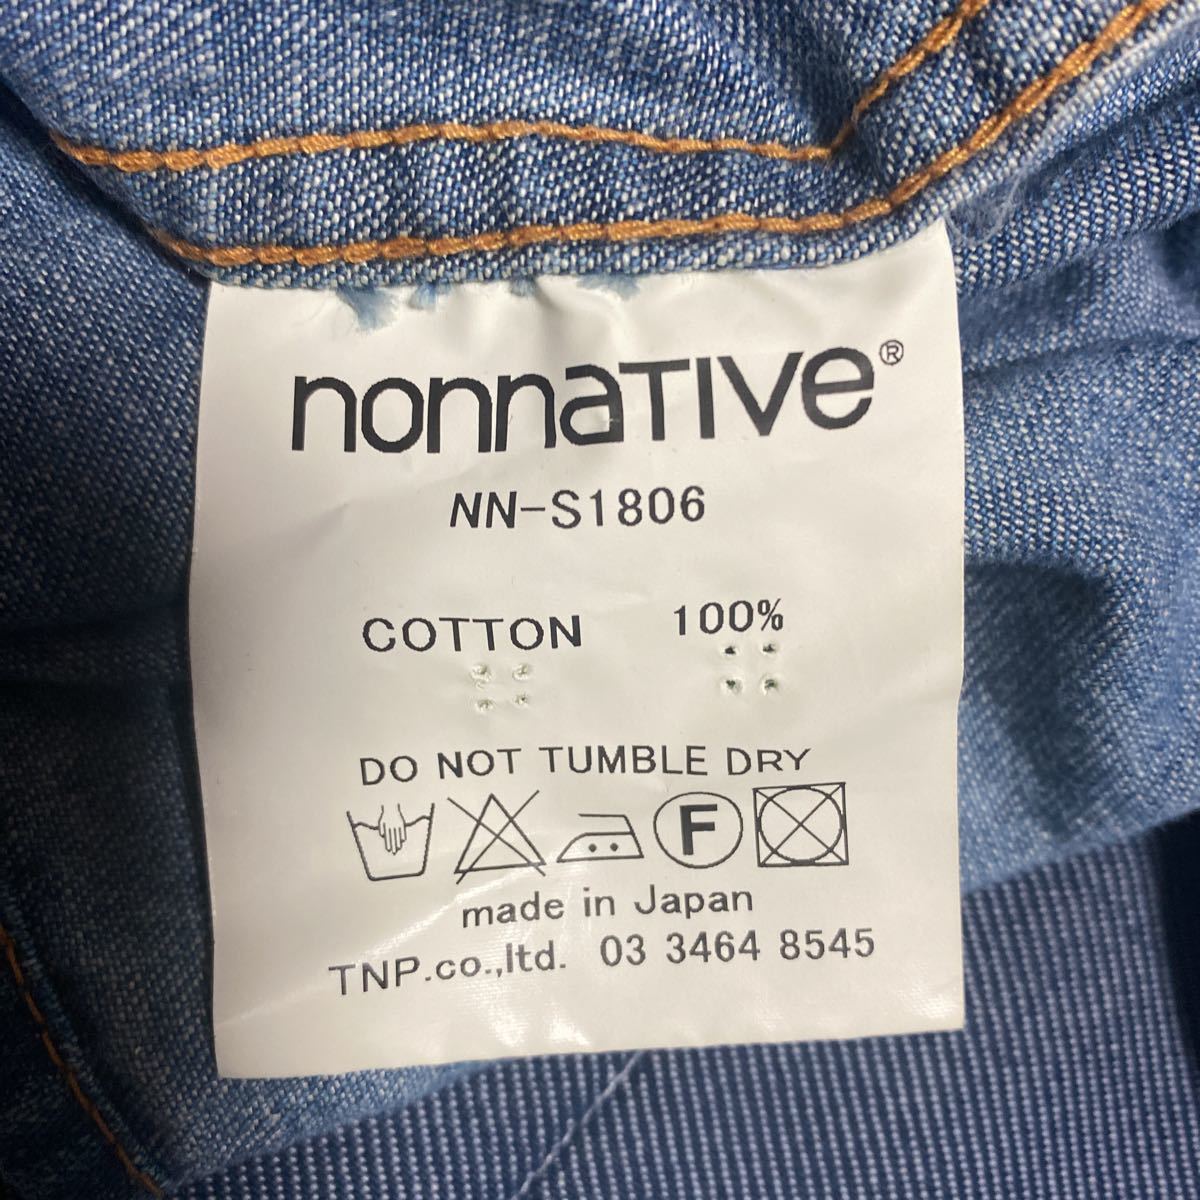 nonnative®
NN-S1806
COTTON 100%
DO NOT TUMBLE DRY
F
made in Japan
TNP.co.,ltd. 03 3464 8545